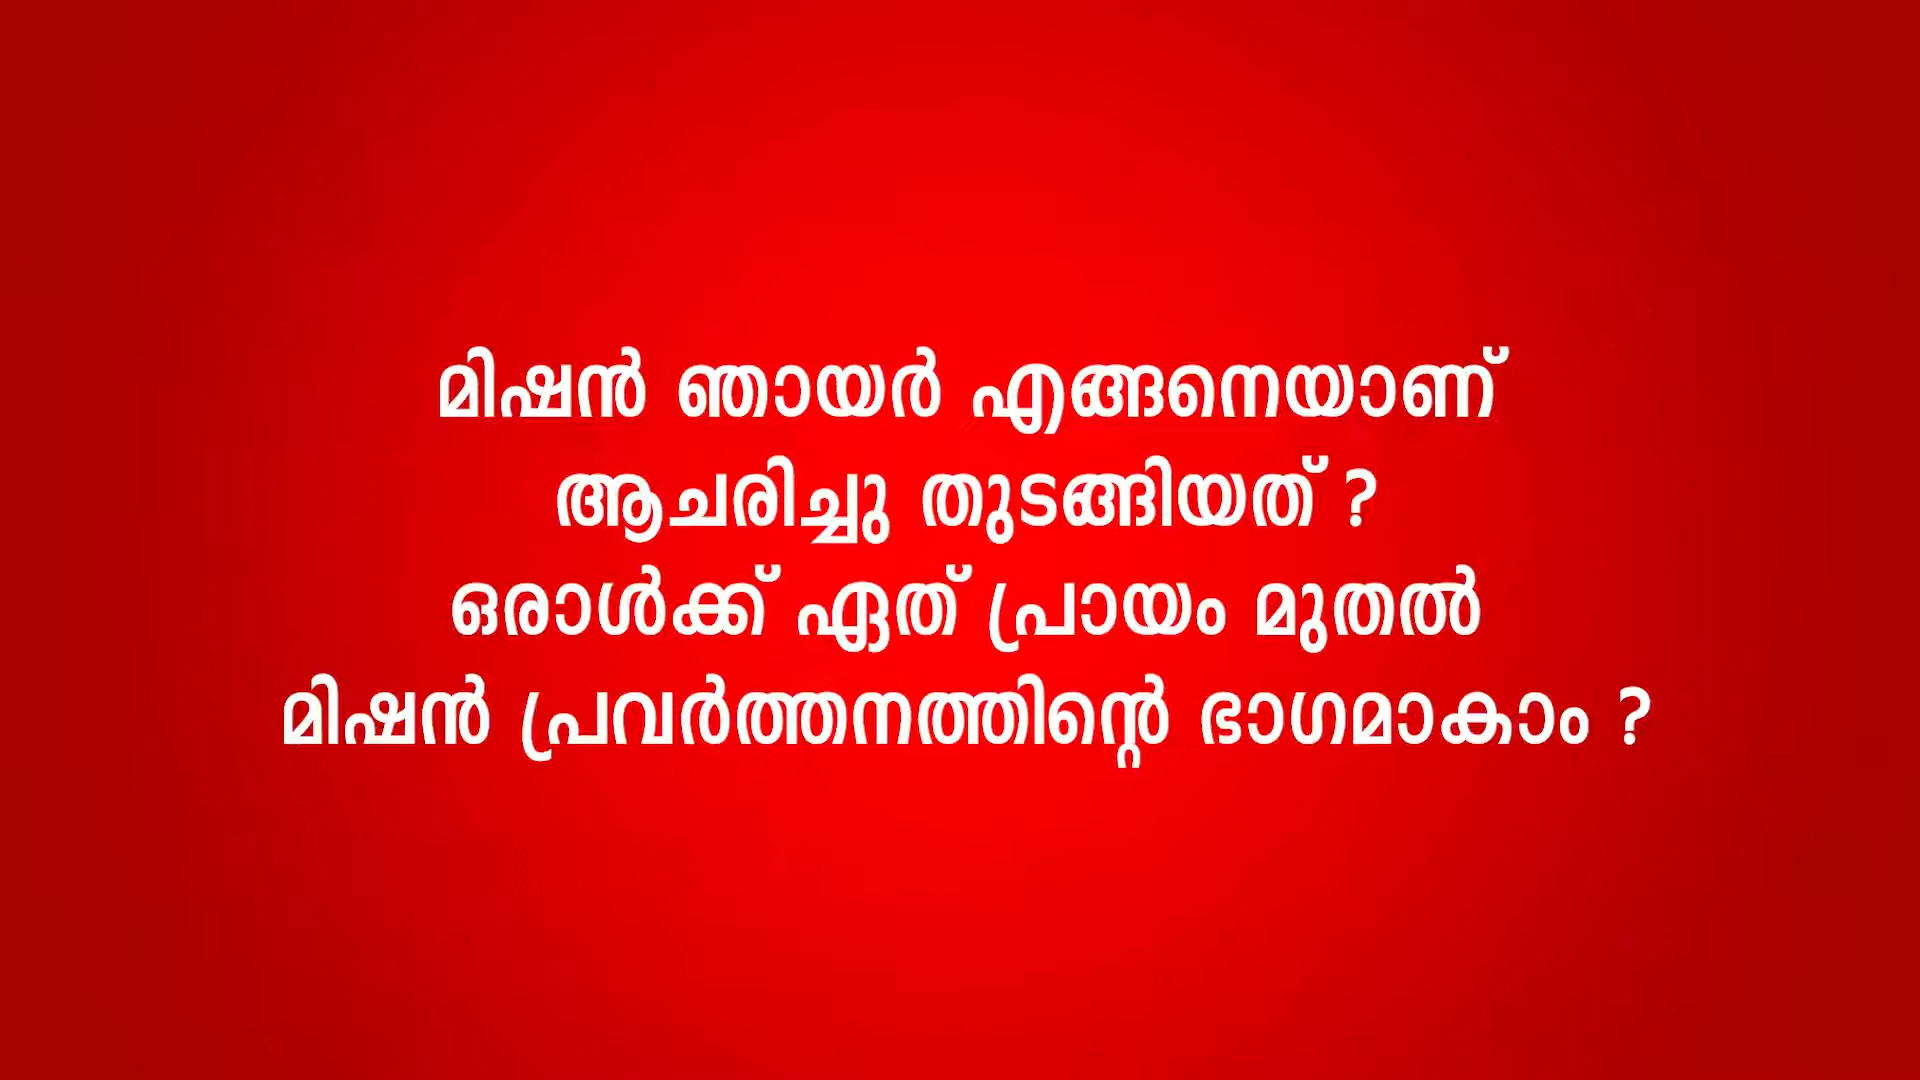 മിഷൻ ഞായർ എങ്ങനെയാണ്
ആചരിച്ചു തുടങ്ങിയത് ?
ഒരാൾക്ക് ഏത് പ്രായം മുതൽ
മിഷൻ പ്രവർത്തനത്തിന്റെ ഭാഗമാകാം ?